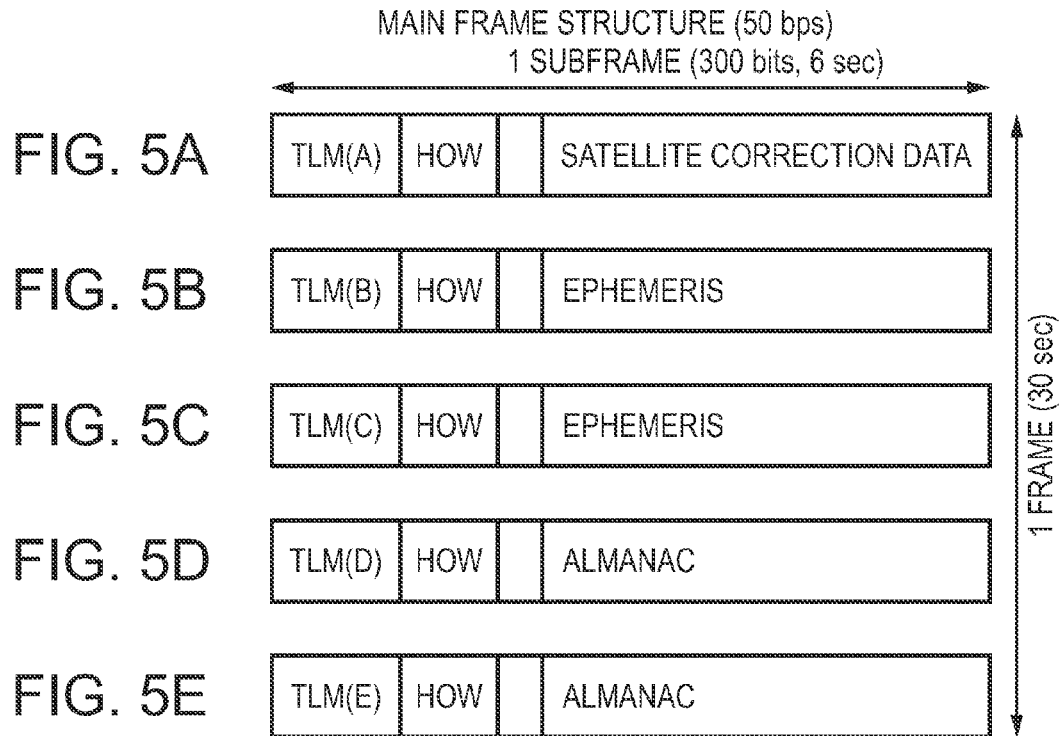 MAIN FRAME STRUCTURE (50 bps)
1 SUBFRAME (300 bits, 6 sec)
FIG. 5A TLM(A) HOW SATELLITE CORRECTION DATA
FIG. 5B TLM(B) HOW EPHEMERIS
FIG. 5C TLM(C) HOW EPHEMERIS
FIG. 5D TLM(D) HOW ALMANAC
FIG. 5E TLM(E) HOW ALMANAC
1 FRAME (30 sec)